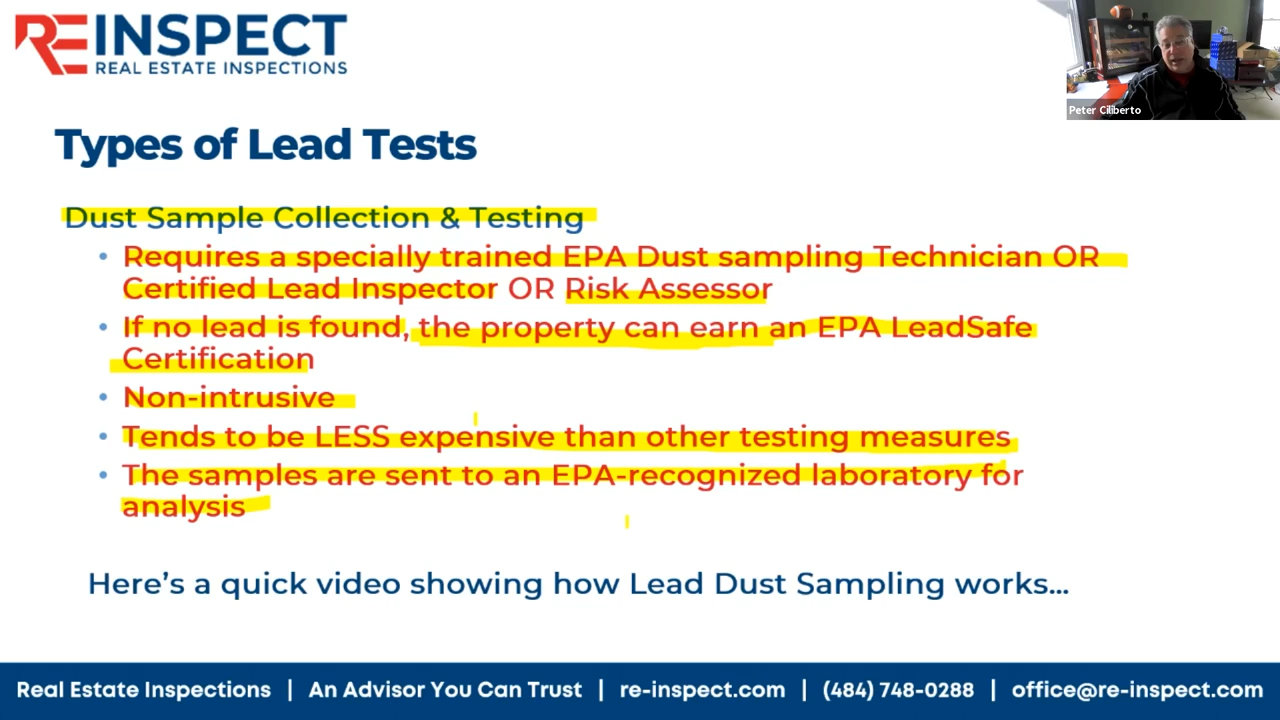 REINSPECT
REAL ESTATE INSPECTIONS
Peter Ciliberto
Types of Lead Tests
Dust Sample Collection & Testing
• Requires a specially trained EPA Dust sampling Technician OR
Certified Lead Inspector OR Risk Assessor
• If no lead is found, the property can earn an EPA LeadSafe
Certification
• Non-intrusive
• Tends to be LESS expensive than other testing measures
• The samples are sent to an EPA-recognized laboratory for
analysis
Here's a quick video showing how Lead Dust Sampling works...
Real Estate Inspections | An Advisor You Can Trust | re-inspect.com | (484) 748-0288 | office@re-inspect.com